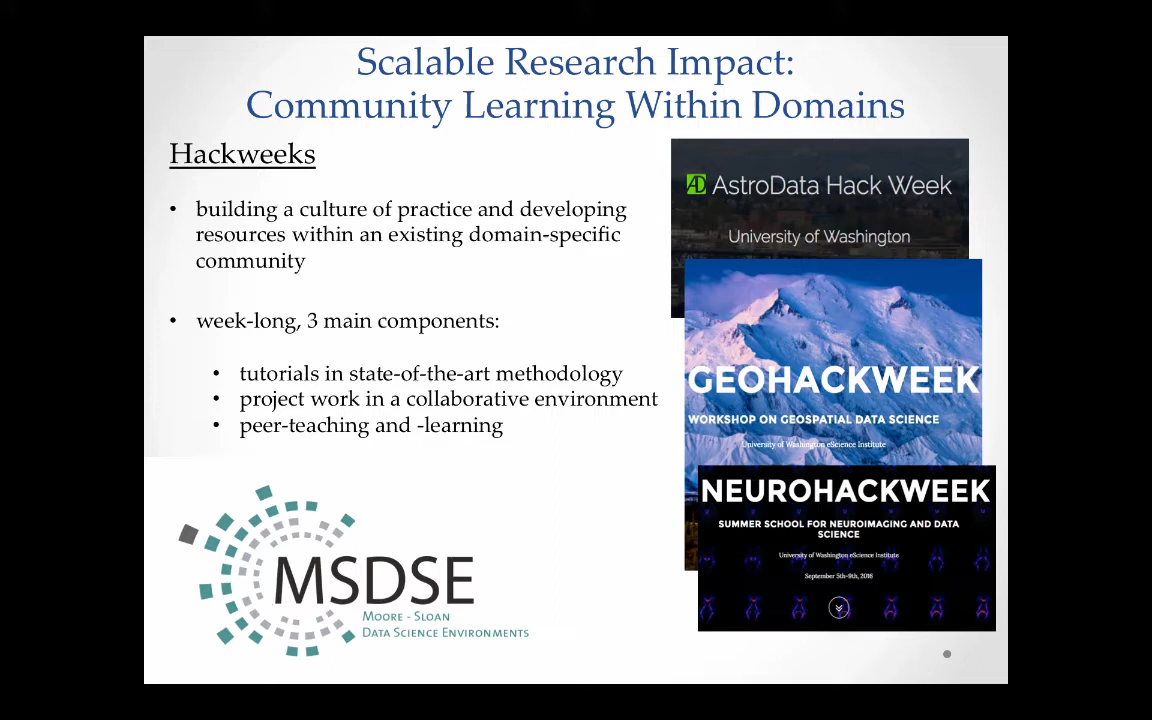 Scalable Research Impact:
Community Learning Within Domains
Hackweeks
• building a culture of practice and developing
resources within an existing domain-specific
community
• week-long, 3 main components:
• tutorials in state-of-the-art methodology
• project work in a collaborative environment
• peer-teaching and -learning
AstroData Hack Week
University of Washington
GEOHACKWEEK
WORKSHOP ON GEOSPATIAL DATA SCIENCE
University of Washington eScience Institute
NEUROHACKWEEK
SUMMER SCHOOL FOR NEUROIMAGING AND DATA
SCIENCE
University of Washington eScience Institute
September 5th-9th, 2016
MSDSE
MOORE - SLOAN
DATA SCIENCE ENVIRONMENTS